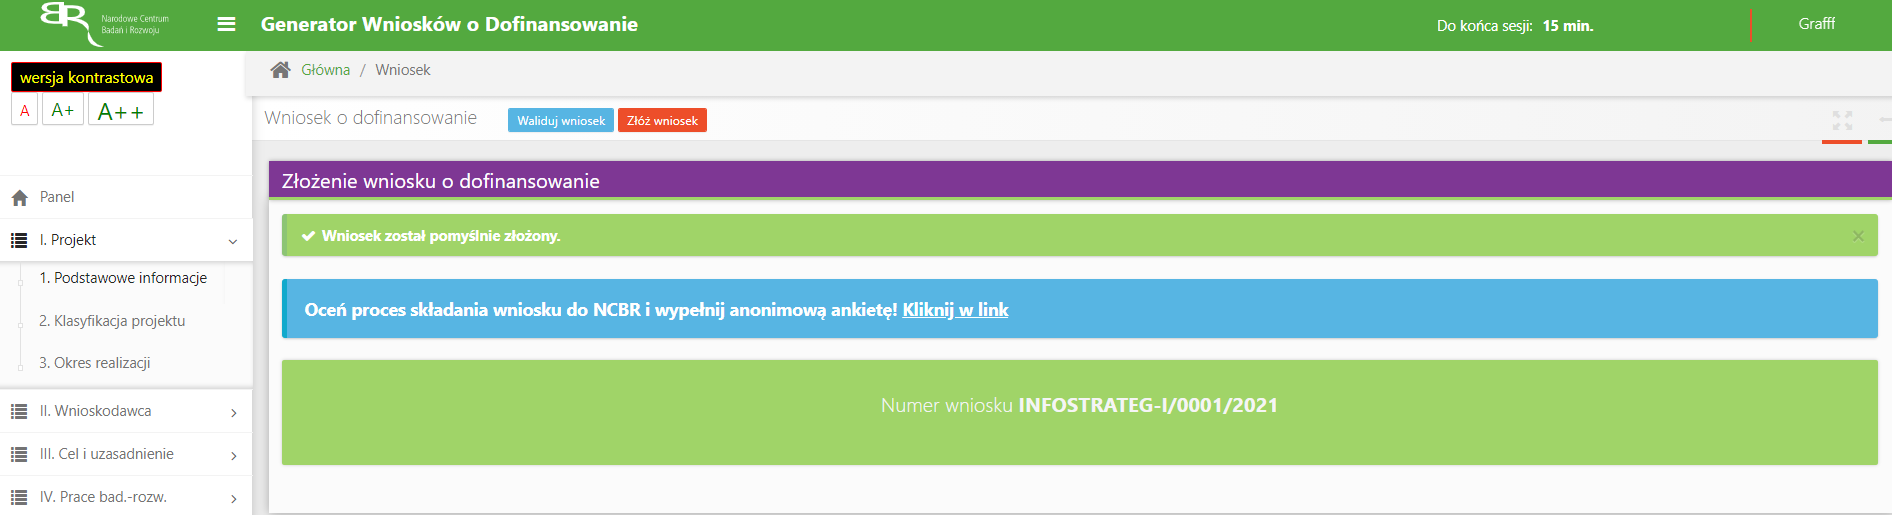 Narodowe Centrum
Badań i Rozwoju
Generator Wniosków o Dofinansowanie
Do końca sesji: 15 min.
Grafff
wersja kontrastowa
A A+ A++
Główna / Wniosek
Wniosek o dofinansowanie
Waliduj wniosek
Złóż wniosek
Panel
I. Projekt
1. Podstawowe informacje
2. Klasyfikacja projektu
3. Okres realizacji
II. Wnioskodawca
III. Cel i uzasadnienie
IV. Prace bad.-rozw.
Złożenie wniosku o dofinansowanie
Wniosek został pomyślnie złożony.
Oceń proces składania wniosku do NCBR i wypełnij anonimową ankietę! Kliknij w link
Numer wniosku INFOSTRATEG-I/0001/2021